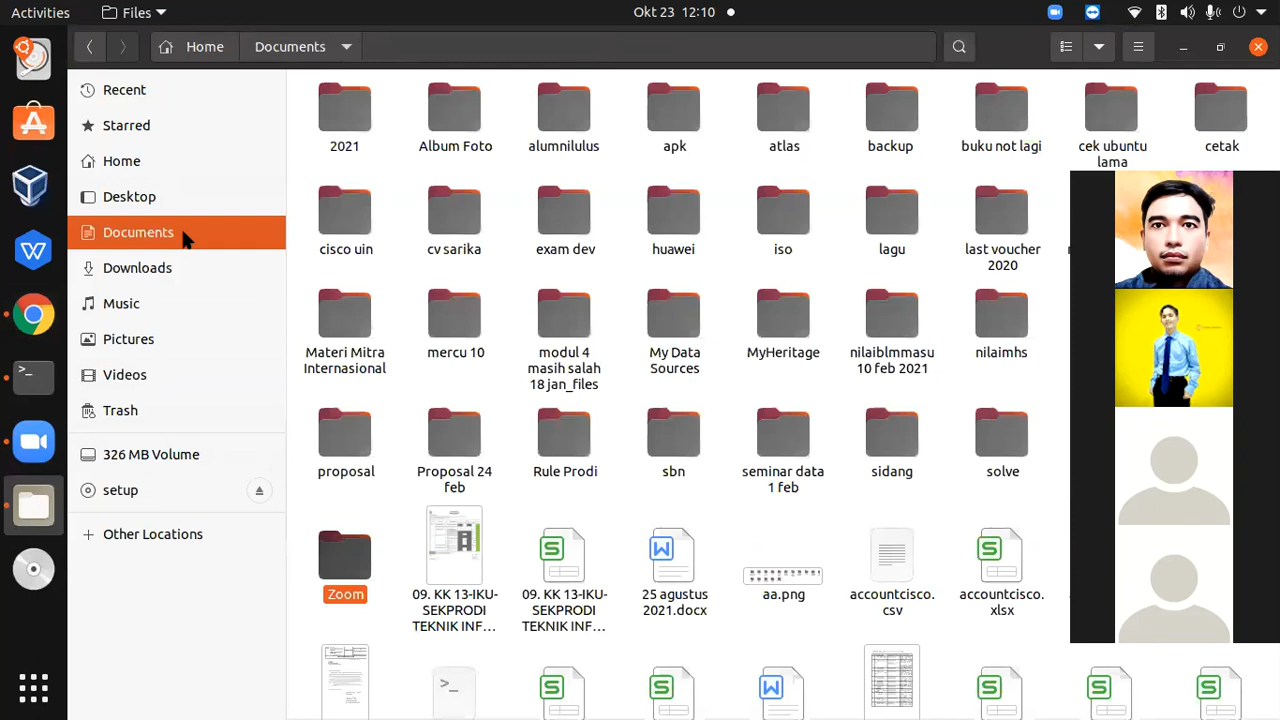 Activities
Files
Okt 23 12:10
Home
Documents
Recent
Starred
Home
Desktop
Documents
Downloads
Music
Pictures
Videos
Trash
326 MB Volume
setup
Other Locations
2021
Album Foto
alumnilulus
apk
atlas
backup
buku not lagi
cek ubuntu
lama
cetak
cisco uin
cv sarika
exam dev
huawei
iso
lagu
last voucher
2020
Materi Mitra
Internasional
mercu 10
modul 4
masih salah
18 jan_files
My Data
Sources
MyHeritage
nilaiblmmasu
10 feb 2021
nilaimhs
proposal
Proposal 24
feb
Rule Prodi
sbn
seminar data
1 feb
sidang
solve
Zoom
09. KK 13-IKU-
SEKPRODI
TEKNIK INF...
09. KK 13-IKU-
SEKPRODI
TEKNIK INF...
25 agustus
2021.docx
aa.png
accountcisco.
csv
accountcisco.
xlsx